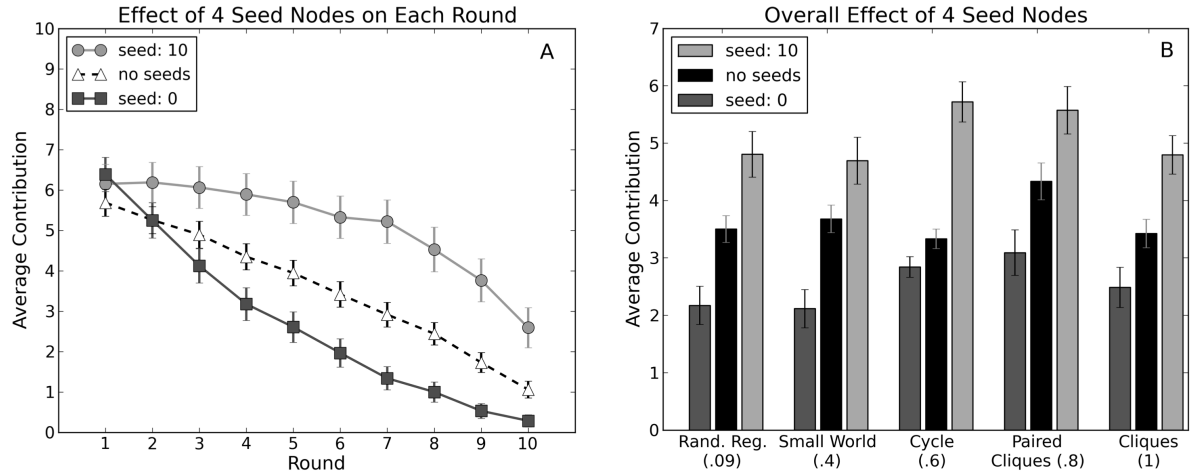 Effect of 4 Seed Nodes on Each Round
10
9
8
7
6
5
4
3
2
1
0
Average Contribution
seed: 10
no seeds
seed: 0
A
1 2 3 4 5 6 7 8 9 10
Round
Overall Effect of 4 Seed Nodes
7
6
5
4
3
2
1
0
Average Contribution
seed: 10
no seeds
seed: 0
B
Rand. Reg. Small World Cycle Paired Cliques
(.09) (.4) (.6) Cliques (.8) (1)